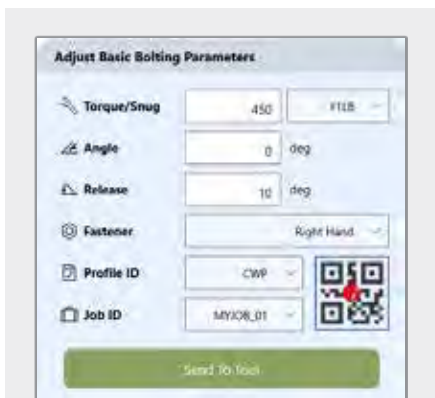 Adjust Basic Bolting Parameters
Torque/Snug 450 FTLB
Angle 0 deg
Release 10 deg
Fastener Right Hand
Profile ID CWP
Job ID MYJOB_01
Send To Tool